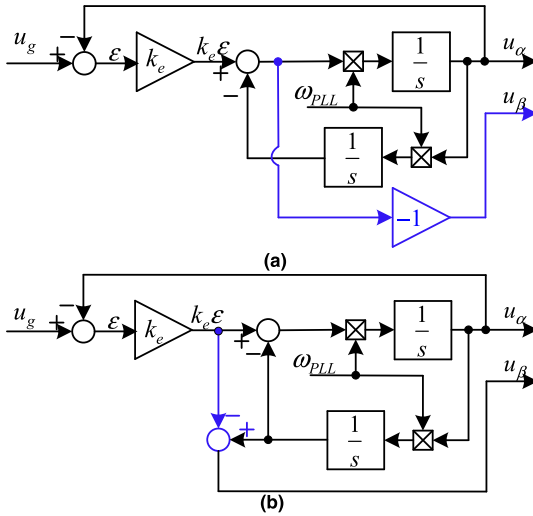 u_g + − ε k_e k_e ε + − 1/s u_α
ω_PLL u_β
1/s
−1
(a)
u_g + − ε k_e k_e ε + − 1/s u_α
ω_PLL u_β
− + 1/s
(b)